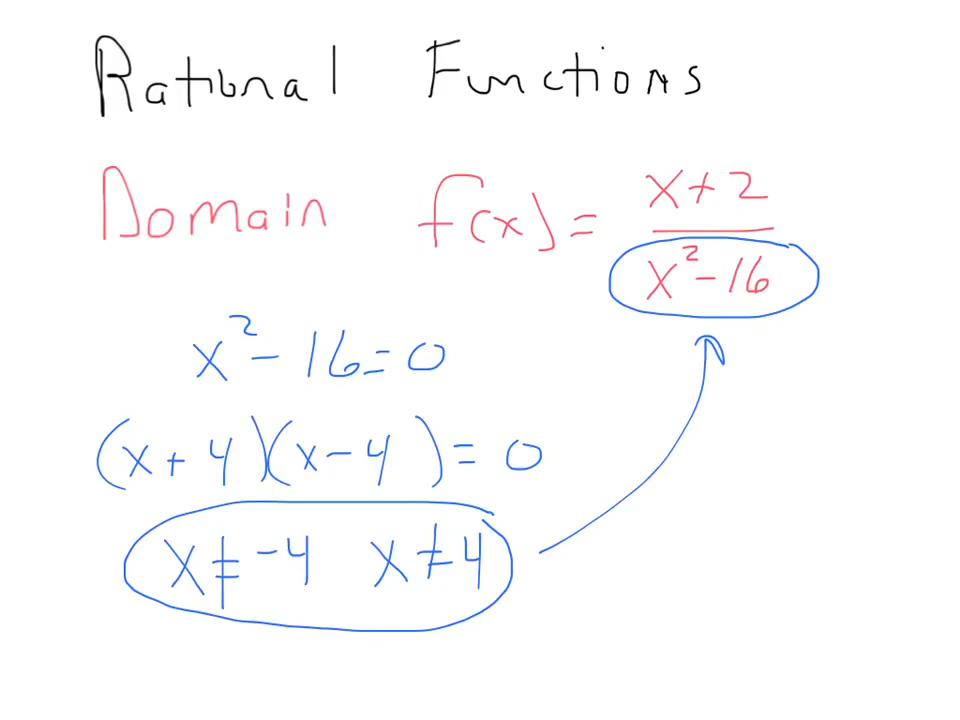 Rational Functions
Domain f(x) = x+2 / x²-16
x² - 16 = 0
(x + 4)(x - 4) = 0
x ≠ -4 x ≠ 4